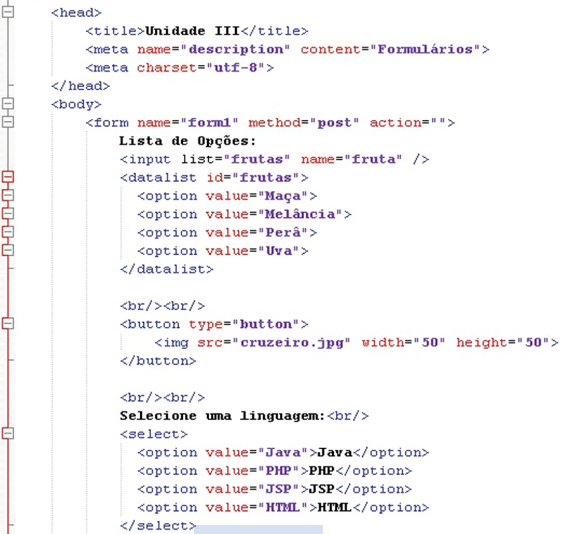 <head>
<title>Unidade III</title>
<meta name="description" content="Formulários">
<meta charset="utf-8">
</head>
<body>
<form name="form1" method="post" action="">
Lista de Opções:
<input list="frutas" name="fruta" />
<datalist id="frutas">
<option value="Maça">
<option value="Melância">
<option value="Perâ">
<option value="Uva">
</datalist>
<br/><br/>
<button type="button">
<img src="cruzeiro.jpg" width="50" height="50">
</button>
<br/><br/>
Selecione uma linguagem:<br/>
<select>
<option value="Java">Java</option>
<option value="PHP">PHP</option>
<option value="JSP">JSP</option>
<option value="HTML">HTML</option>
</select>